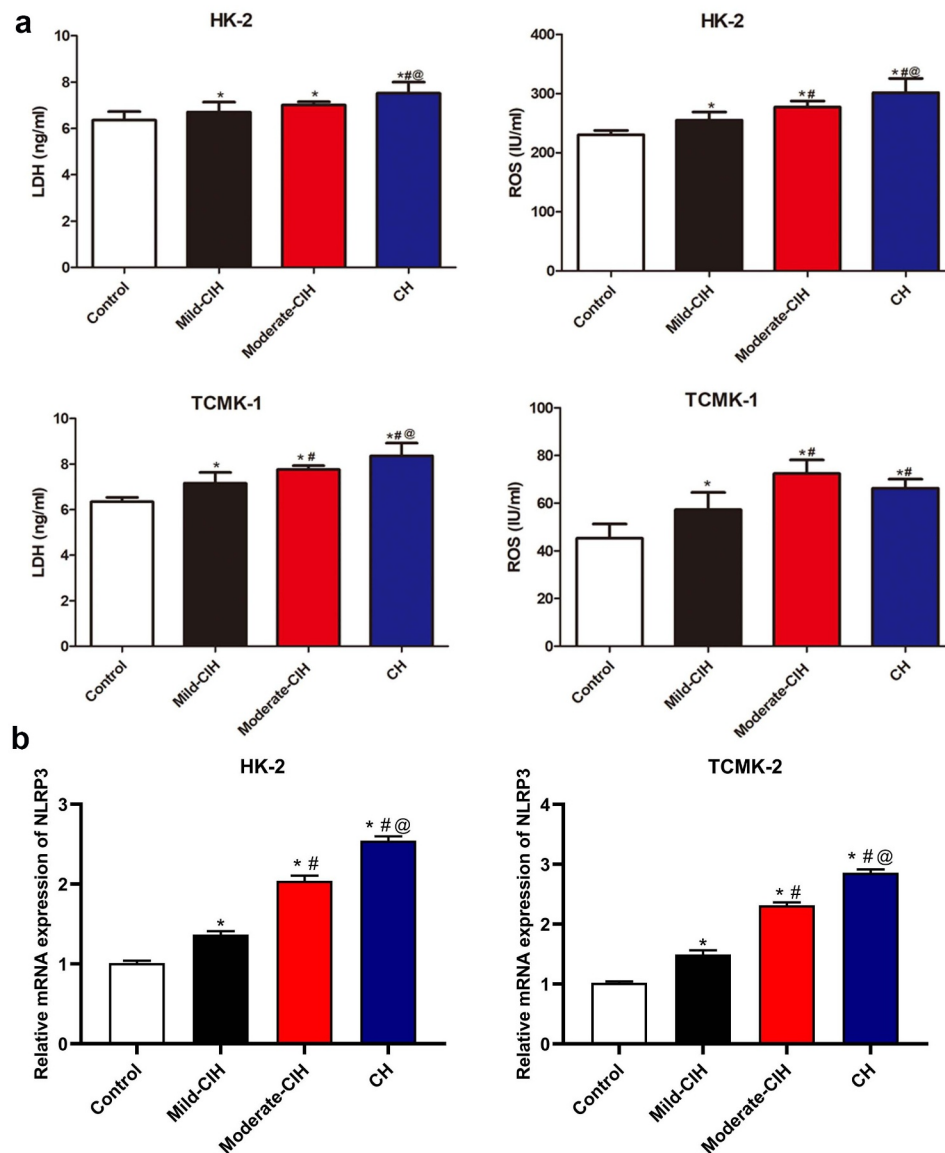 a
HK-2
LDH (ng/ml)
10
8
6
4
2
0
*
*
*#@
Control
Mild-CIH
Moderate-CIH
CH
HK-2
ROS (IU/ml)
400
300
200
100
0
*
*#
*#@
Control
Mild-CIH
Moderate-CIH
CH
TCMK-1
LDH (ng/ml)
10
8
6
4
2
0
*
* #
*#@
Control
Mild-CIH
Moderate-CIH
CH
TCMK-1
ROS (IU/ml)
100
80
60
40
20
0
*
*#
*#
Control
Mild-CIH
Moderate-CIH
CH
b
HK-2
Relative mRNA expression of NLRP3
3
2
1
0
*
* #
* # @
Control
Mild-CIH
Moderate-CIH
CH
TCMK-2
Relative mRNA expression of NLRP3
4
3
2
1
0
*
* #
* # @
Control
Mild-CIH
Moderate-CIH
CH